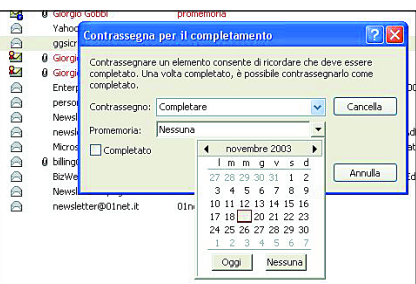 Giorgio Gobbi promemoria
Contrassegna per il completamento
Yahoo
ggsicr
Giorgi
Giorgi
Enterp
person
Newsl
newsle
Micros
billing@
BizWe
Newsl
newsletter@01net.it 01ne
Contrassegnare un elemento consente di ricordare che deve essere
completato. Una volta completato, è possibile contrassegnarlo come
completato.
Contrassegno: Completare Cancella
Promemoria: Nessuna
Completato
novembre 2003
l m m g v s d
27 28 29 30 31 1 2
3 4 5 6 7 8 9
10 11 12 13 14 15 16
17 18 20 21 22 23
24 25 26 27 28 29 30
1 2 3 4 5 6 7
Oggi Nessuna
Annulla